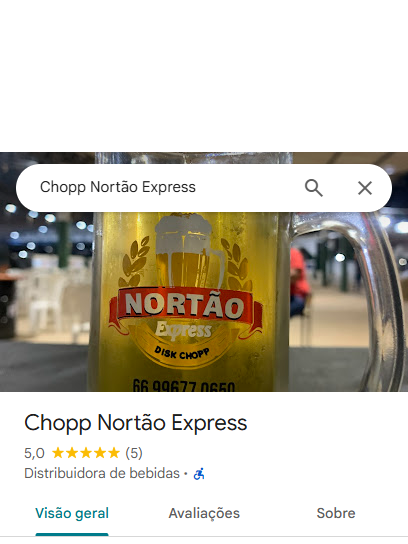 Chopp Nortão Express
NORTÃO
Express
DISK CHOPP
66 99677 0650
Chopp Nortão Express
5,0 (5)
Distribuidora de bebidas ·
Visão geral Avaliações Sobre